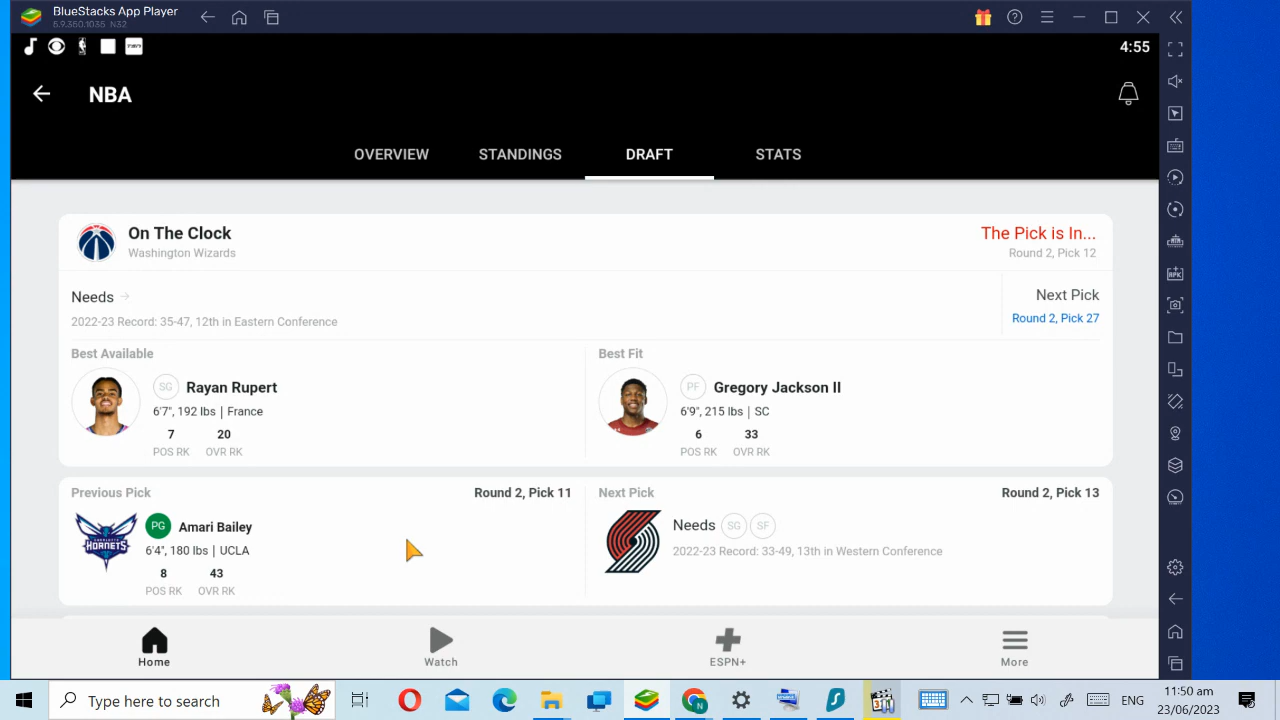 BlueStacks App Player
5.9.350.1035 N32
4:55
NBA
OVERVIEW STANDINGS DRAFT STATS
On The Clock
Washington Wizards
The Pick is In...
Round 2, Pick 12
Needs
2022-23 Record: 35-47, 12th in Eastern Conference
Next Pick
Round 2, Pick 27
Best Available
SG Rayan Rupert
6'7", 192 lbs | France
7 20
POS RK OVR RK
Best Fit
PF Gregory Jackson II
6'9", 215 lbs | SC
6 33
POS RK OVR RK
Previous Pick Round 2, Pick 11
HORNETS
PG Amari Bailey
6'4", 180 lbs | UCLA
8 43
POS RK OVR RK
Next Pick Round 2, Pick 13
Needs SG SF
2022-23 Record: 33-49, 13th in Western Conference
Home Watch ESPN+ More
Type here to search
ENG
11:50 am
23/06/2023